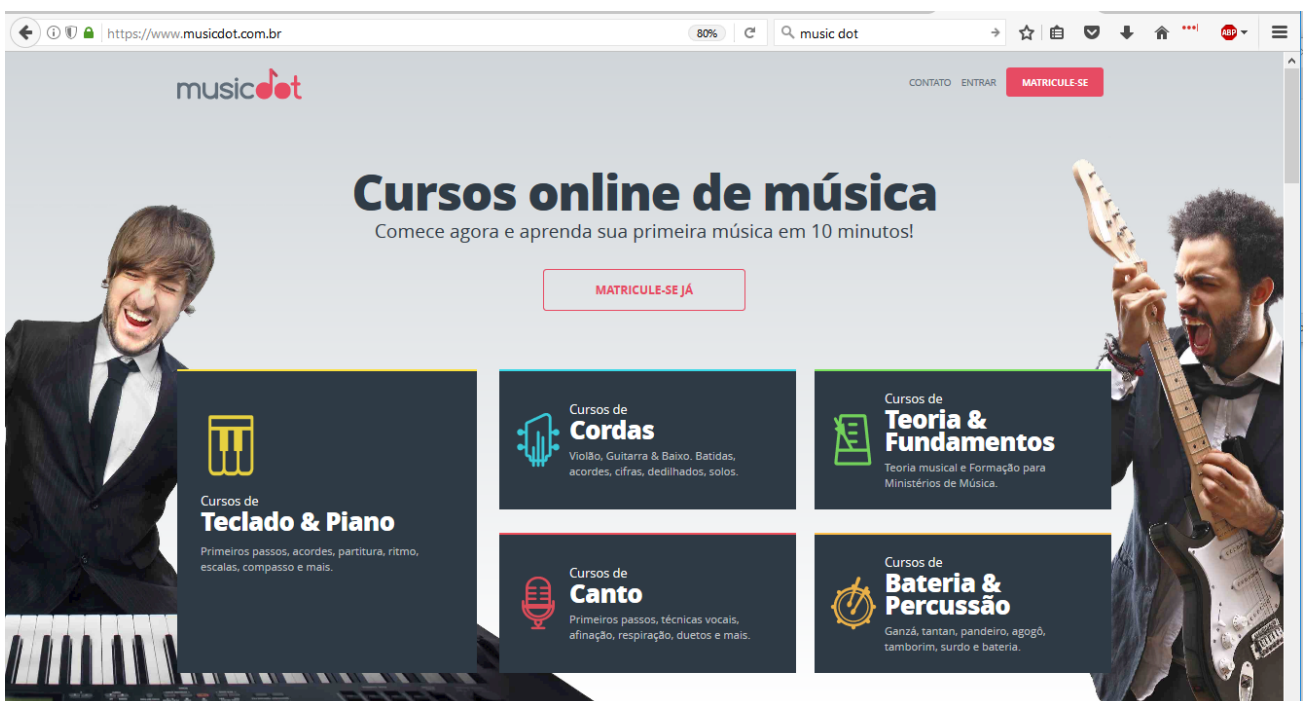 https://www.musicdot.com.br
80%
music dot
ABP
musicdot
CONTATO ENTRAR MATRICULE-SE
Cursos online de música
Comece agora e aprenda sua primeira música em 10 minutos!
MATRICULE-SE JÁ
Cursos de
Teclado & Piano
Primeiros passos, acordes, partitura, ritmo,
escalas, compasso e mais.
Cursos de
Cordas
Violão, Guitarra & Baixo. Batidas,
acordes, cifras, dedilhados, solos.
Cursos de
Teoria &
Fundamentos
Teoria musical e Formação para
Ministérios de Música.
Cursos de
Canto
Primeiros passos, técnicas vocais,
afinação, respiração, duetos e mais.
Cursos de
Bateria &
Percussão
Ganzá, tantan, pandeiro, agogô,
tamborim, surdo e bateria.